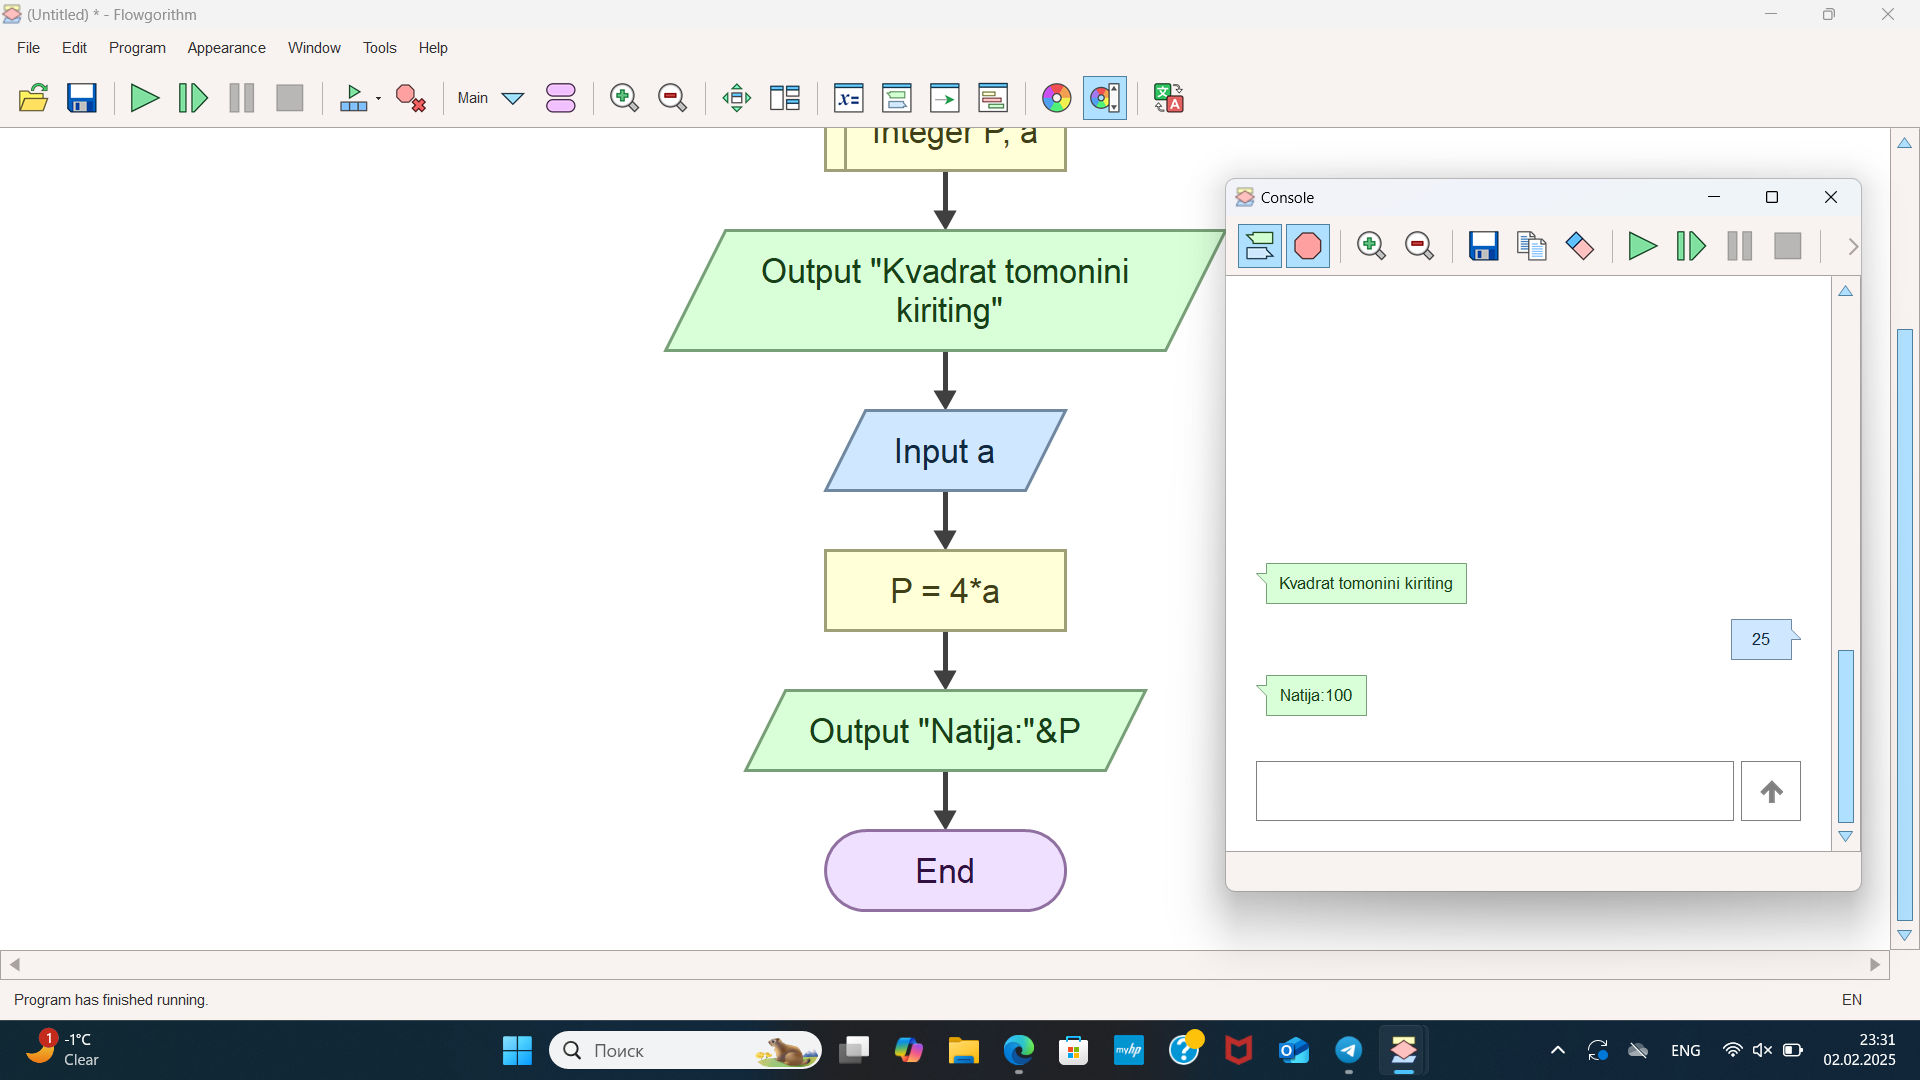 (Untitled) * - Flowgorithm
File Edit Program Appearance Window Tools Help
Main
Integer P, a
Output "Kvadrat tomonini
kiriting"
Input a
P = 4*a
Output "Natija:"&P
End
Console
Kvadrat tomonini kiriting
25
Natija:100
Program has finished running.
EN
1
-1°C
Clear
Поиск
myhp
ENG
23:31
02.02.2025